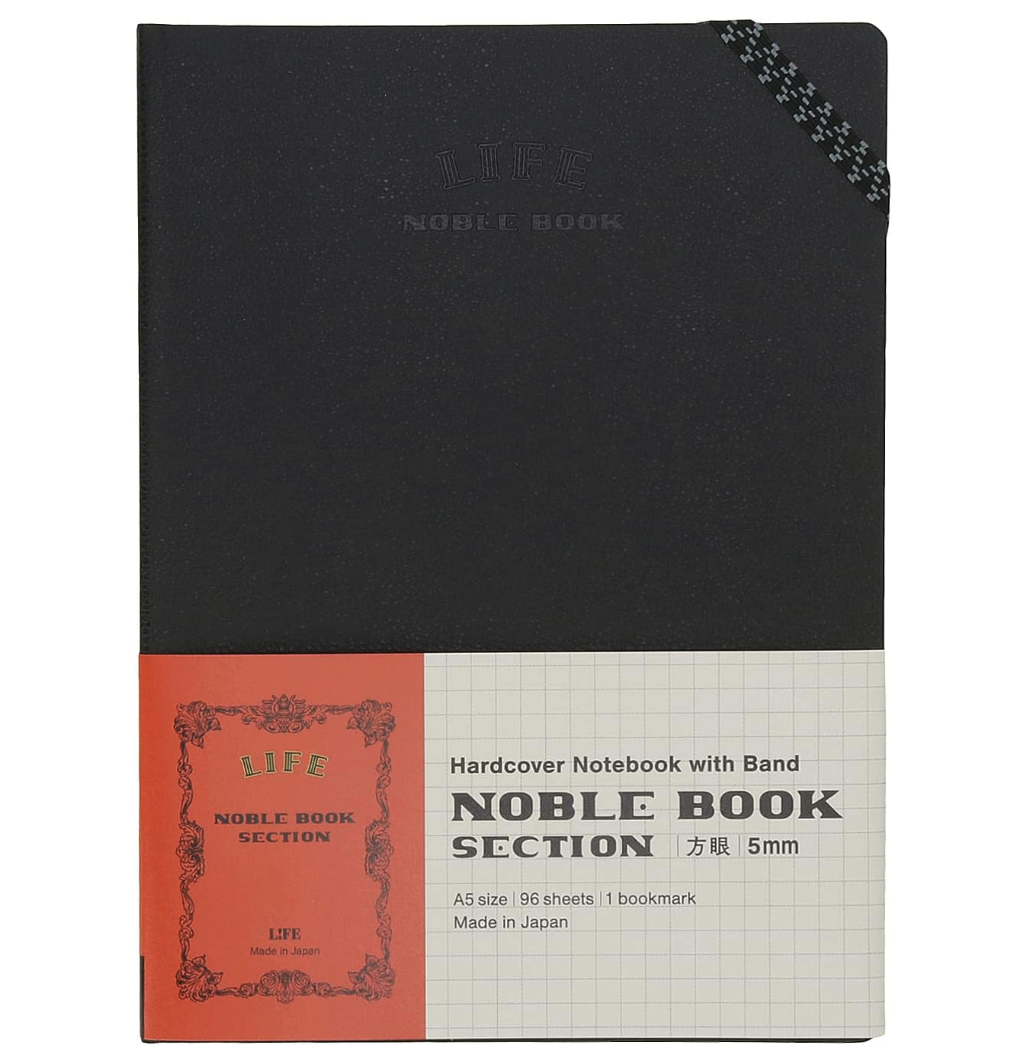 LIFE
NOBLE BOOK
LIFE
NOBLE BOOK
SECTION
L!FE
Made in Japan
Hardcover Notebook with Band
NOBLE BOOK
SECTION | 方眼 | 5mm
A5 size | 96 sheets | 1 bookmark
Made in Japan